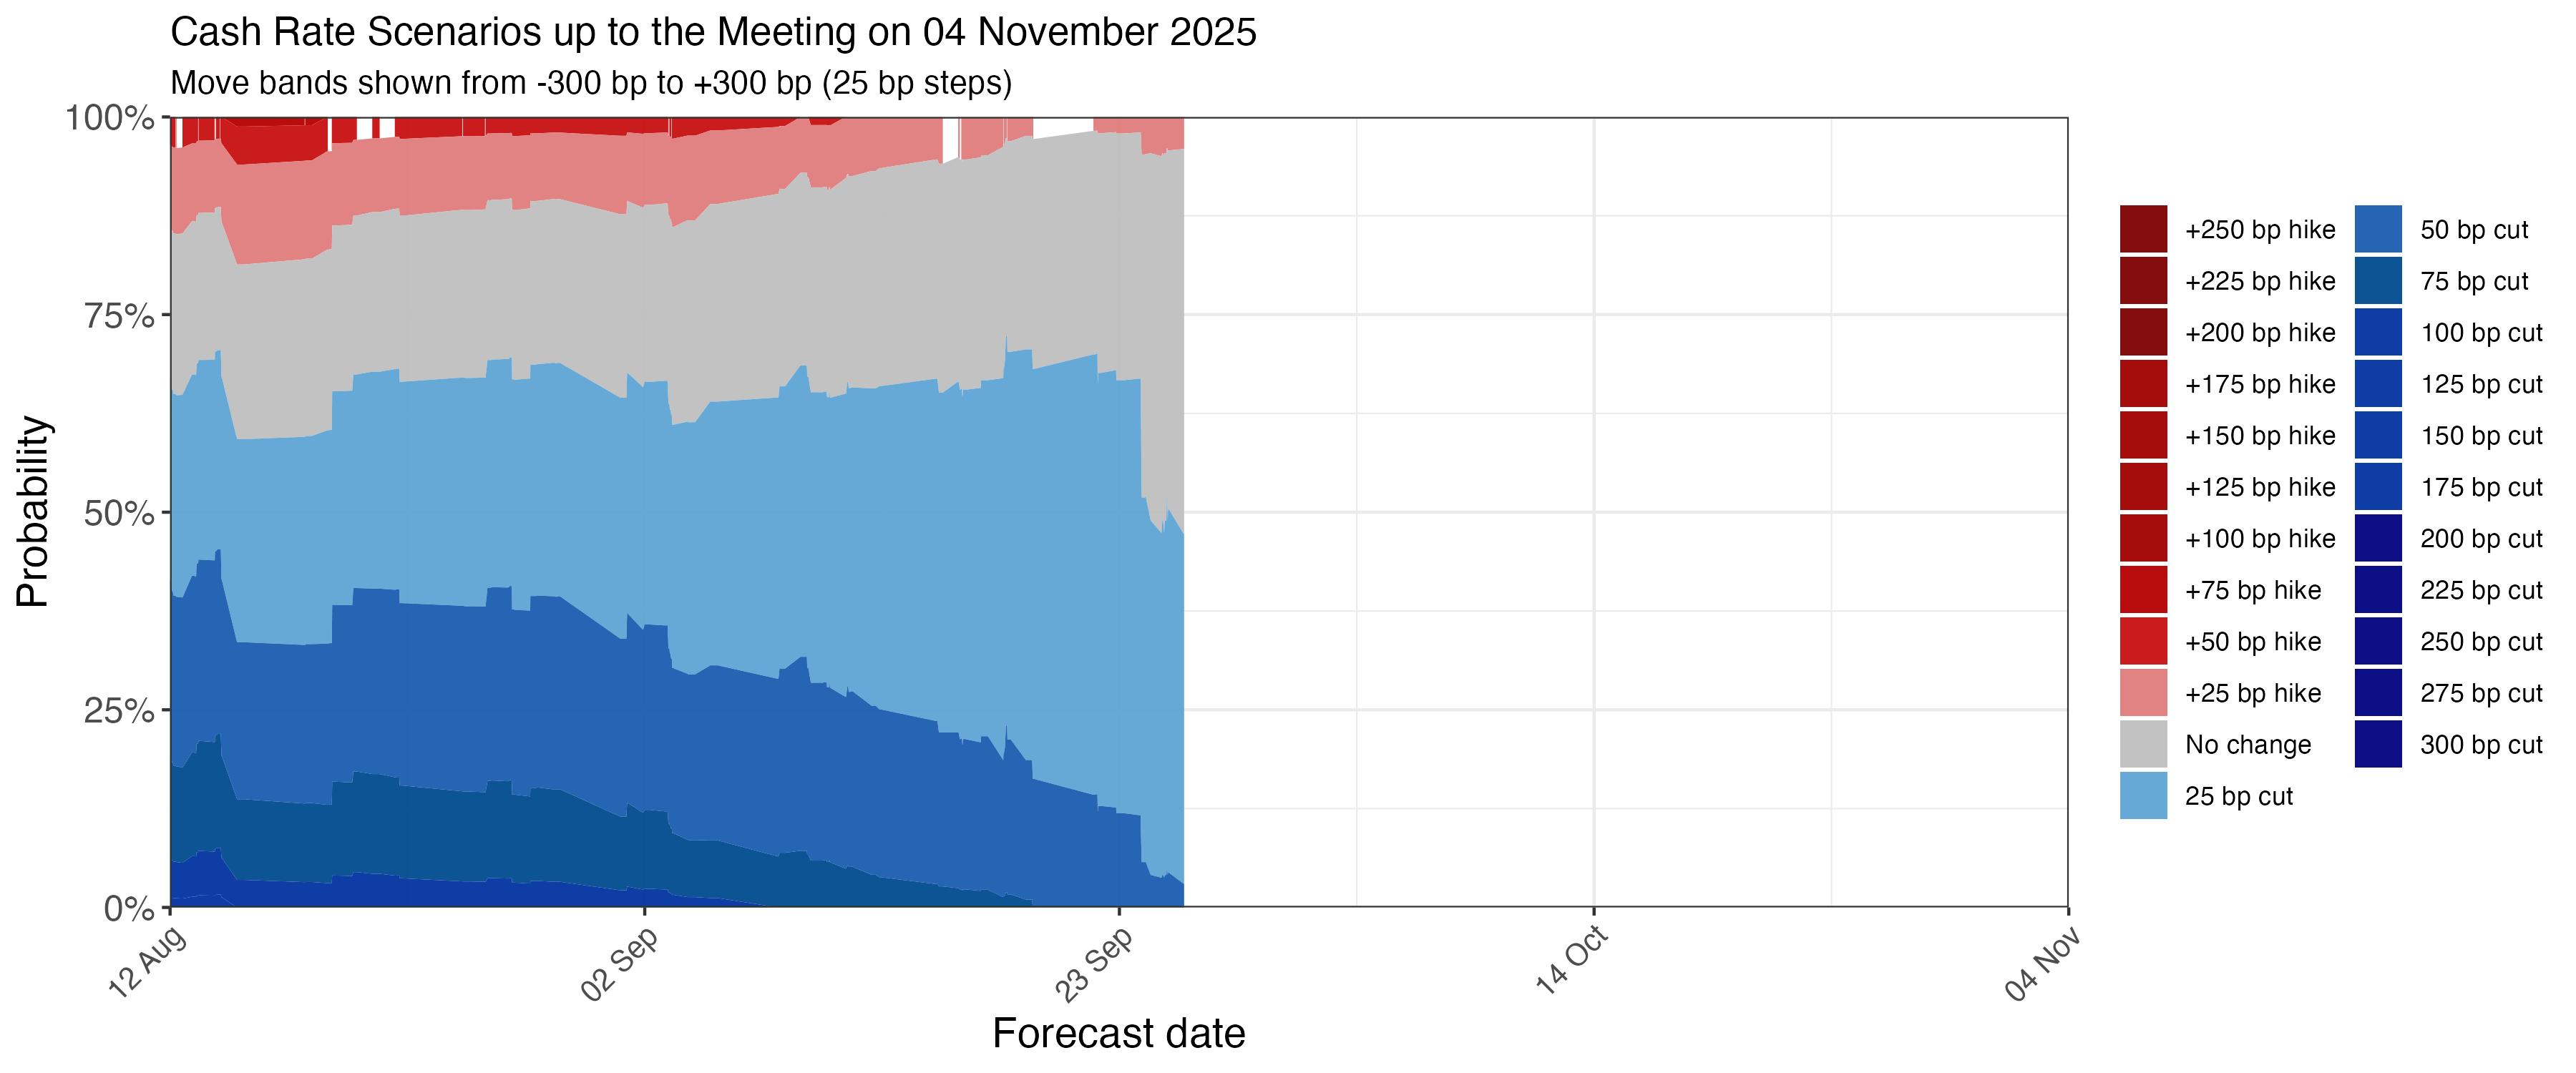 Cash Rate Scenarios up to the Meeting on 04 November 2025
Move bands shown from -300 bp to +300 bp (25 bp steps)
100%
75%
50%
25%
0%
Probability
12 Aug
02 Sep
23 Sep
14 Oct
04 Nov
Forecast date
+250 bp hike
+225 bp hike
+200 bp hike
+175 bp hike
+150 bp hike
+125 bp hike
+100 bp hike
+75 bp hike
+50 bp hike
+25 bp hike
No change
25 bp cut
50 bp cut
75 bp cut
100 bp cut
125 bp cut
150 bp cut
175 bp cut
200 bp cut
225 bp cut
250 bp cut
275 bp cut
300 bp cut